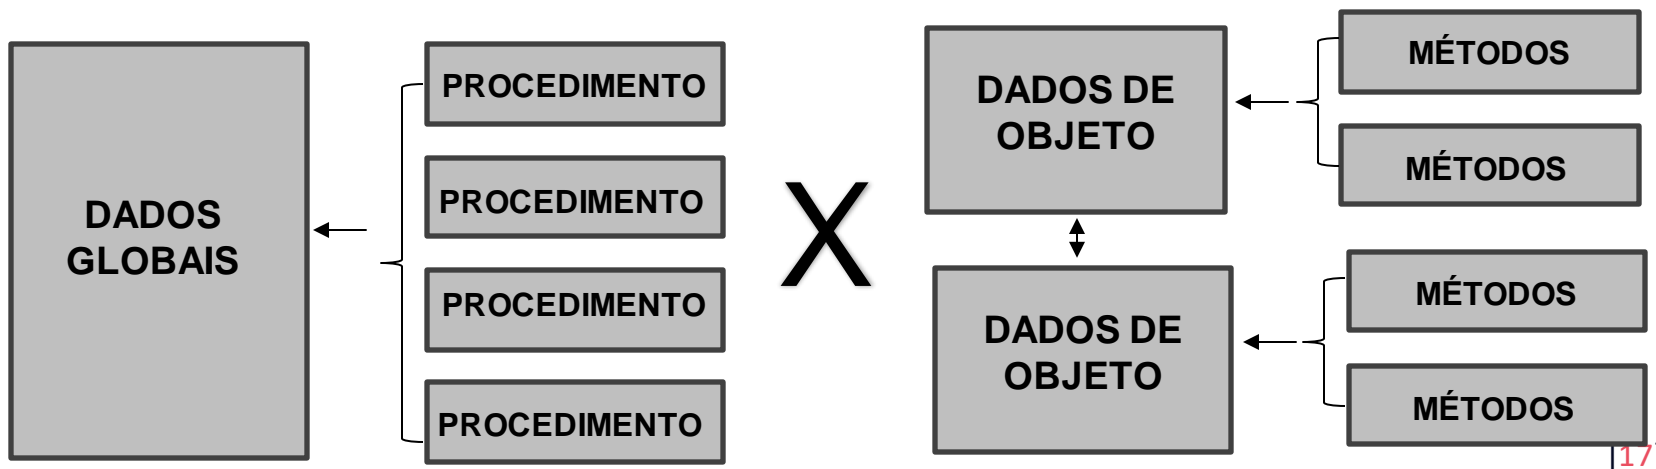 DADOS
GLOBAIS
PROCEDIMENTO
PROCEDIMENTO
PROCEDIMENTO
PROCEDIMENTO
X
DADOS DE
OBJETO
MÉTODOS
MÉTODOS
DADOS DE
OBJETO
MÉTODOS
MÉTODOS
17